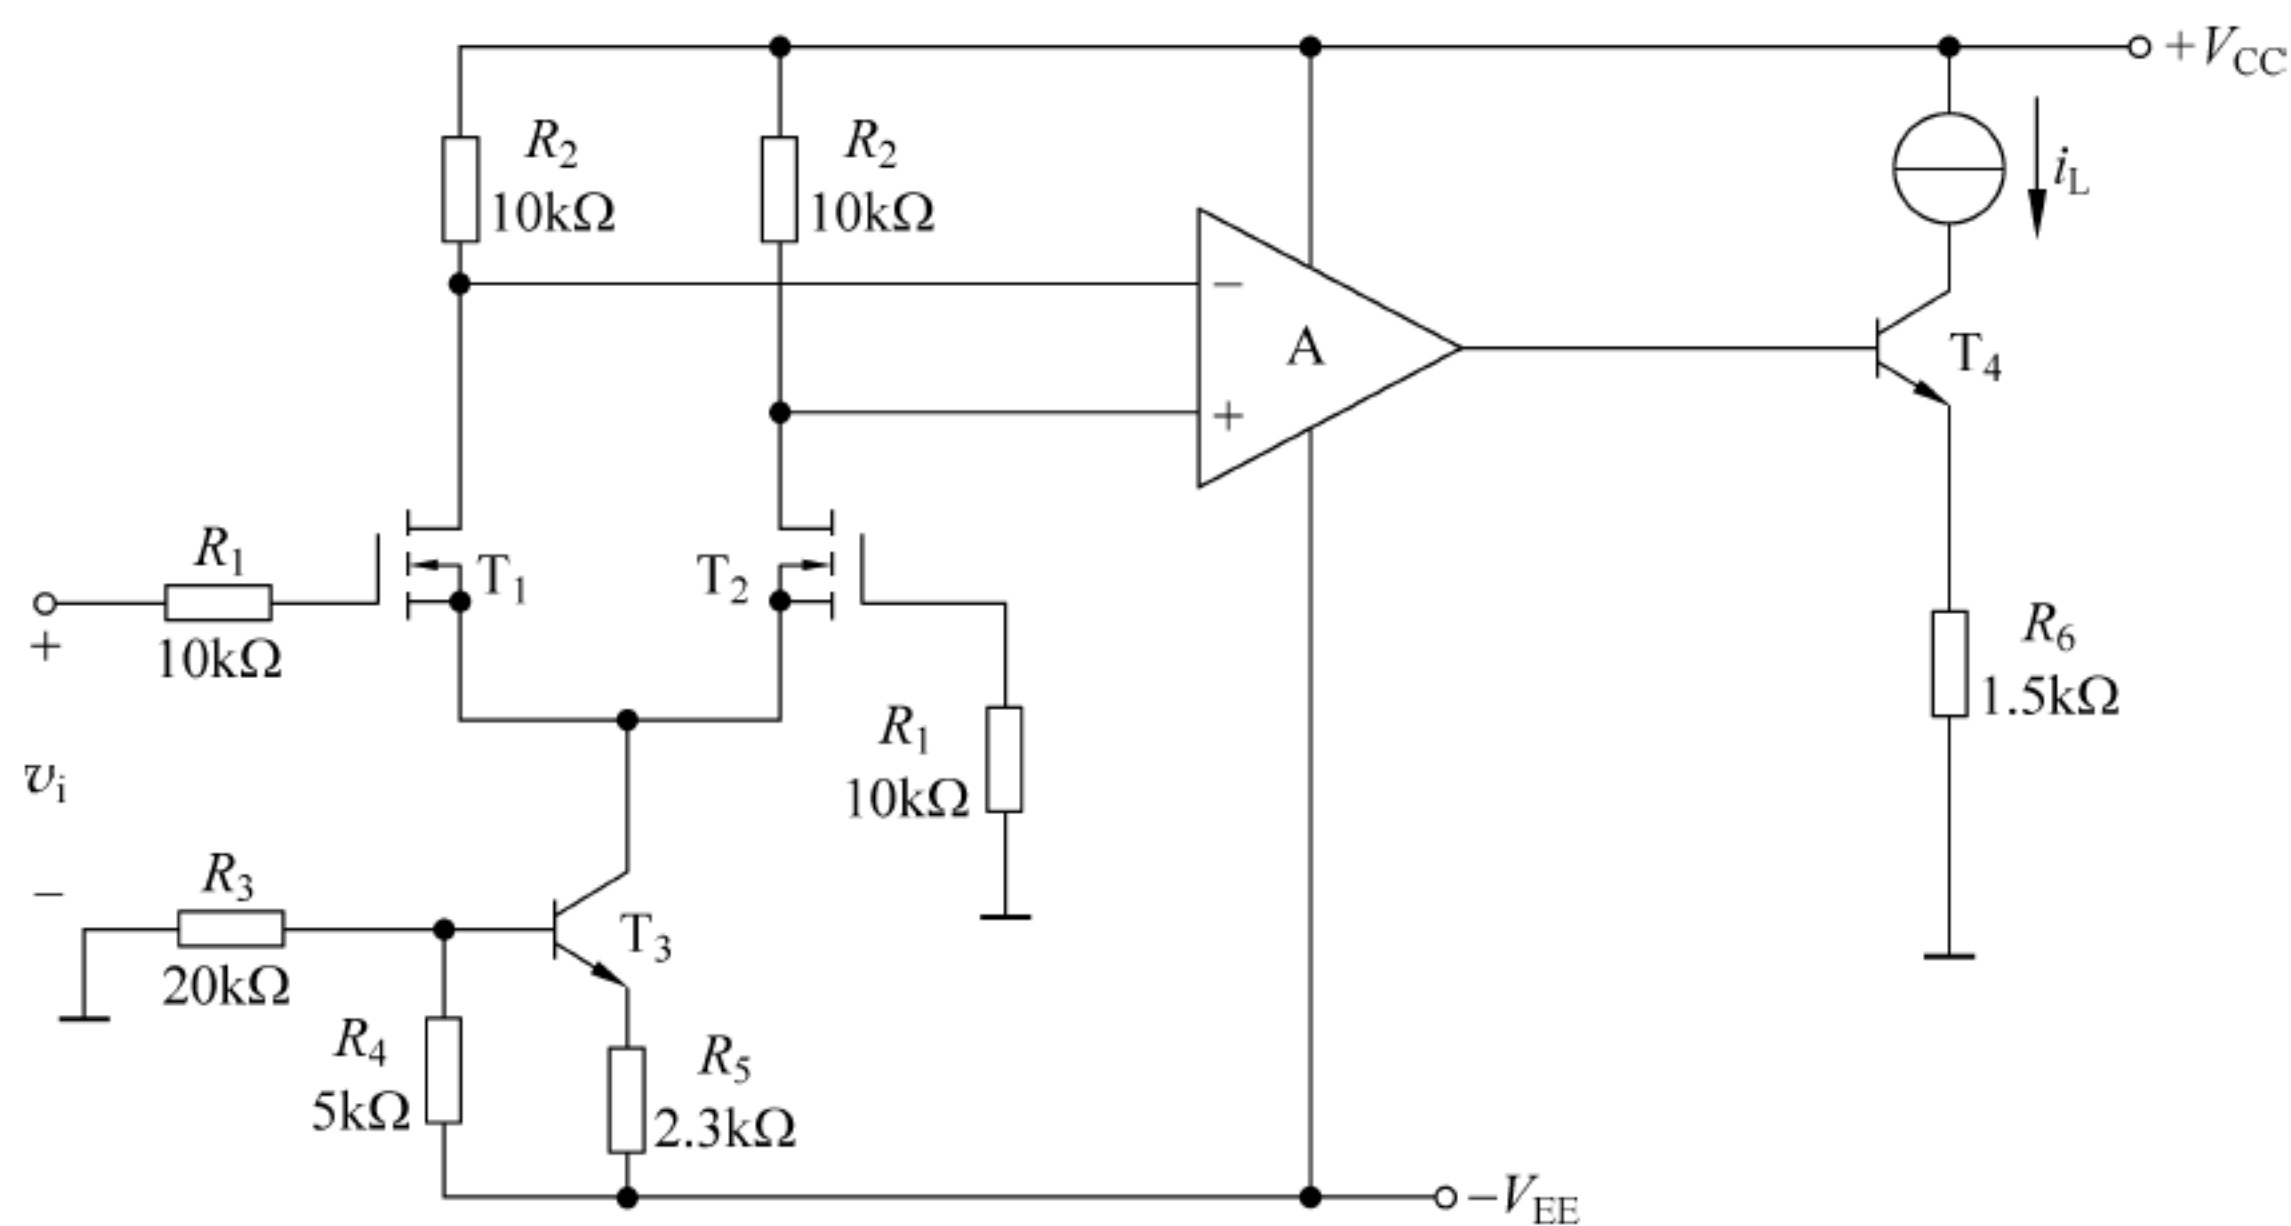 +V_CC
R_2
10kΩ
R_2
10kΩ
i_L
−
A
+
T_4
R_1
10kΩ
T_1
T_2
+
R_6
1.5kΩ
R_1
10kΩ
v_i
−
R_3
20kΩ
T_3
R_4
5kΩ
R_5
2.3kΩ
−V_EE